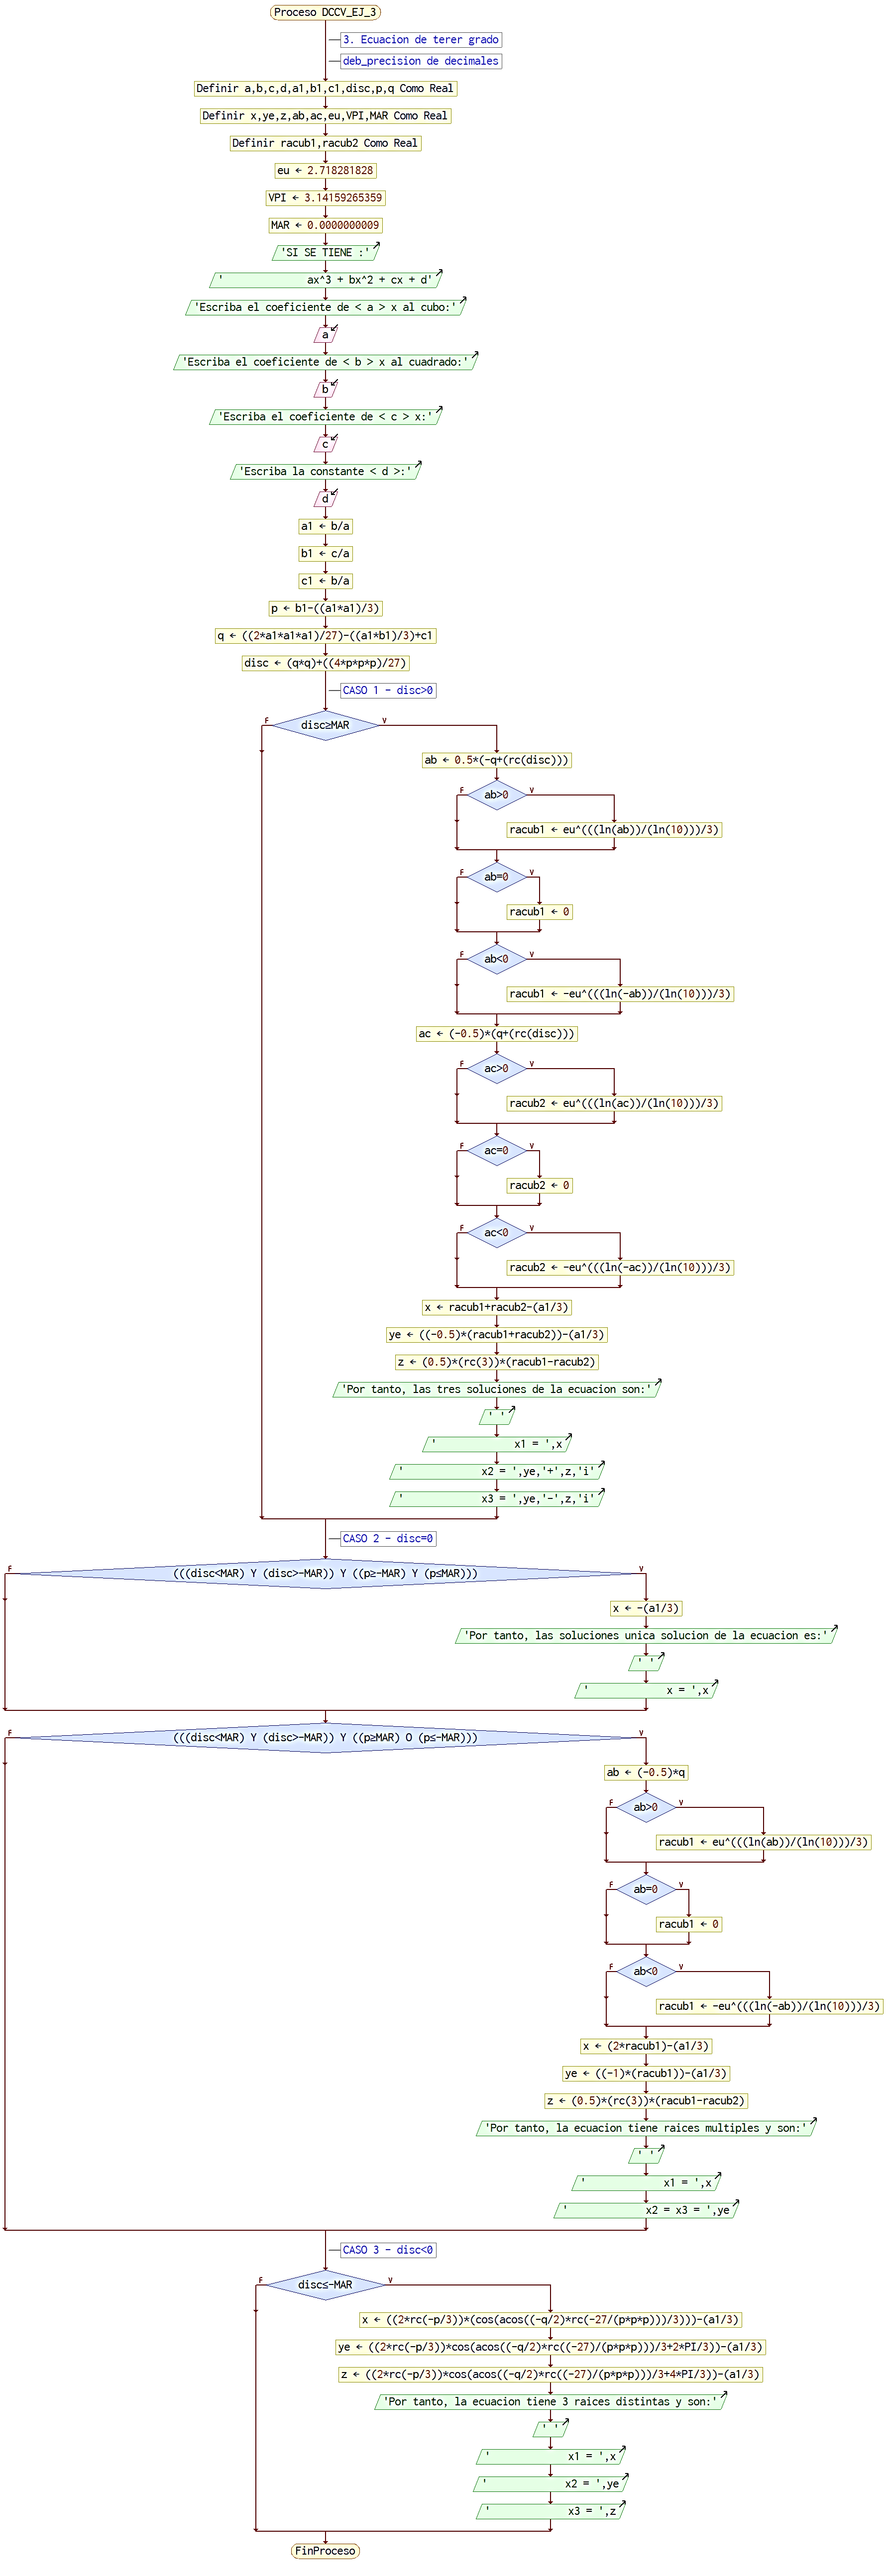 Proceso DCCV_EJ_3
3. Ecuacion de terer grado
deb_precision de decimales
Definir a,b,c,d,a1,b1,c1,disc,p,q Como Real
Definir x,ye,z,ab,ac,eu,VPI,MAR Como Real
Definir racub1,racub2 Como Real
eu ← 2.718281828
VPI ← 3.14159265359
MAR ← 0.0000000009
'SI SE TIENE :'
'             ax^3 + bx^2 + cx + d'
'Escriba el coeficiente de < a > x al cubo:'
a
'Escriba el coeficiente de < b > x al cuadrado:'
b
'Escriba el coeficiente de < c > x:'
c
'Escriba la constante < d >:'
d
a1 ← b/a
b1 ← c/a
c1 ← b/a
p ← b1-((a1*a1)/3)
q ← ((2*a1*a1*a1)/27)-((a1*b1)/3)+c1
disc ← (q*q)+((4*p*p*p)/27)
CASO 1 - disc>0
F disc≥MAR V
ab ← 0.5*(-q+(rc(disc)))
F ab>0 V
racub1 ← eu^(((ln(ab))/(ln(10)))/3)
F ab=0 V
racub1 ← 0
F ab<0 V
racub1 ← -eu^(((ln(-ab))/(ln(10)))/3)
ac ← (-0.5)*(q+(rc(disc)))
F ac>0 V
racub2 ← eu^(((ln(ac))/(ln(10)))/3)
F ac=0 V
racub2 ← 0
F ac<0 V
racub2 ← -eu^(((ln(-ac))/(ln(10)))/3)
x ← racub1+racub2-(a1/3)
ye ← ((-0.5)*(racub1+racub2))-(a1/3)
z ← (0.5)*(rc(3))*(racub1-racub2)
'Por tanto, las tres soluciones de la ecuacion son:'
' '
'            x1 = ',x
'            x2 = ',ye,'+',z,'i'
'            x3 = ',ye,'-',z,'i'
CASO 2 - disc=0
F (((disc<MAR) Y (disc>-MAR)) Y ((p≥-MAR) Y (p≤MAR))) V
x ← -(a1/3)
'Por tanto, las soluciones unica solucion de la ecuacion es:'
' '
'            x = ',x
F (((disc<MAR) Y (disc>-MAR)) Y ((p≥MAR) O (p≤-MAR))) V
ab ← (-0.5)*q
F ab>0 V
racub1 ← eu^(((ln(ab))/(ln(10)))/3)
F ab=0 V
racub1 ← 0
F ab<0 V
racub1 ← -eu^(((ln(-ab))/(ln(10)))/3)
x ← (2*racub1)-(a1/3)
ye ← ((-1)*(racub1))-(a1/3)
z ← (0.5)*(rc(3))*(racub1-racub2)
'Por tanto, la ecuacion tiene raices multiples y son:'
' '
'            x1 = ',x
'            x2 = x3 = ',ye
CASO 3 - disc<0
F disc≤-MAR V
x ← ((2*rc(-p/3))*(cos(acos((-q/2)*rc(-27/(p*p*p)))/3)))-(a1/3)
ye ← ((2*rc(-p/3))*cos(acos((-q/2)*rc((-27)/(p*p*p)))/3+2*PI/3))-(a1/3)
z ← ((2*rc(-p/3))*cos(acos((-q/2)*rc((-27)/(p*p*p)))/3+4*PI/3))-(a1/3)
'Por tanto, la ecuacion tiene 3 raices distintas y son:'
' '
'            x1 = ',x
'            x2 = ',ye
'            x3 = ',z
FinProceso